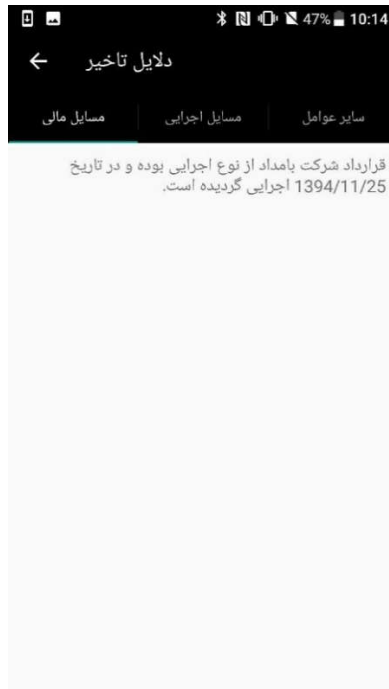 47% 10:14
دلایل تاخیر
سایر عوامل
مسایل اجرایی
مسایل مالی
قرارداد شرکت بامداد از نوع اجرایی بوده و در تاریخ
1394/11/25 اجرایی گردیده است.